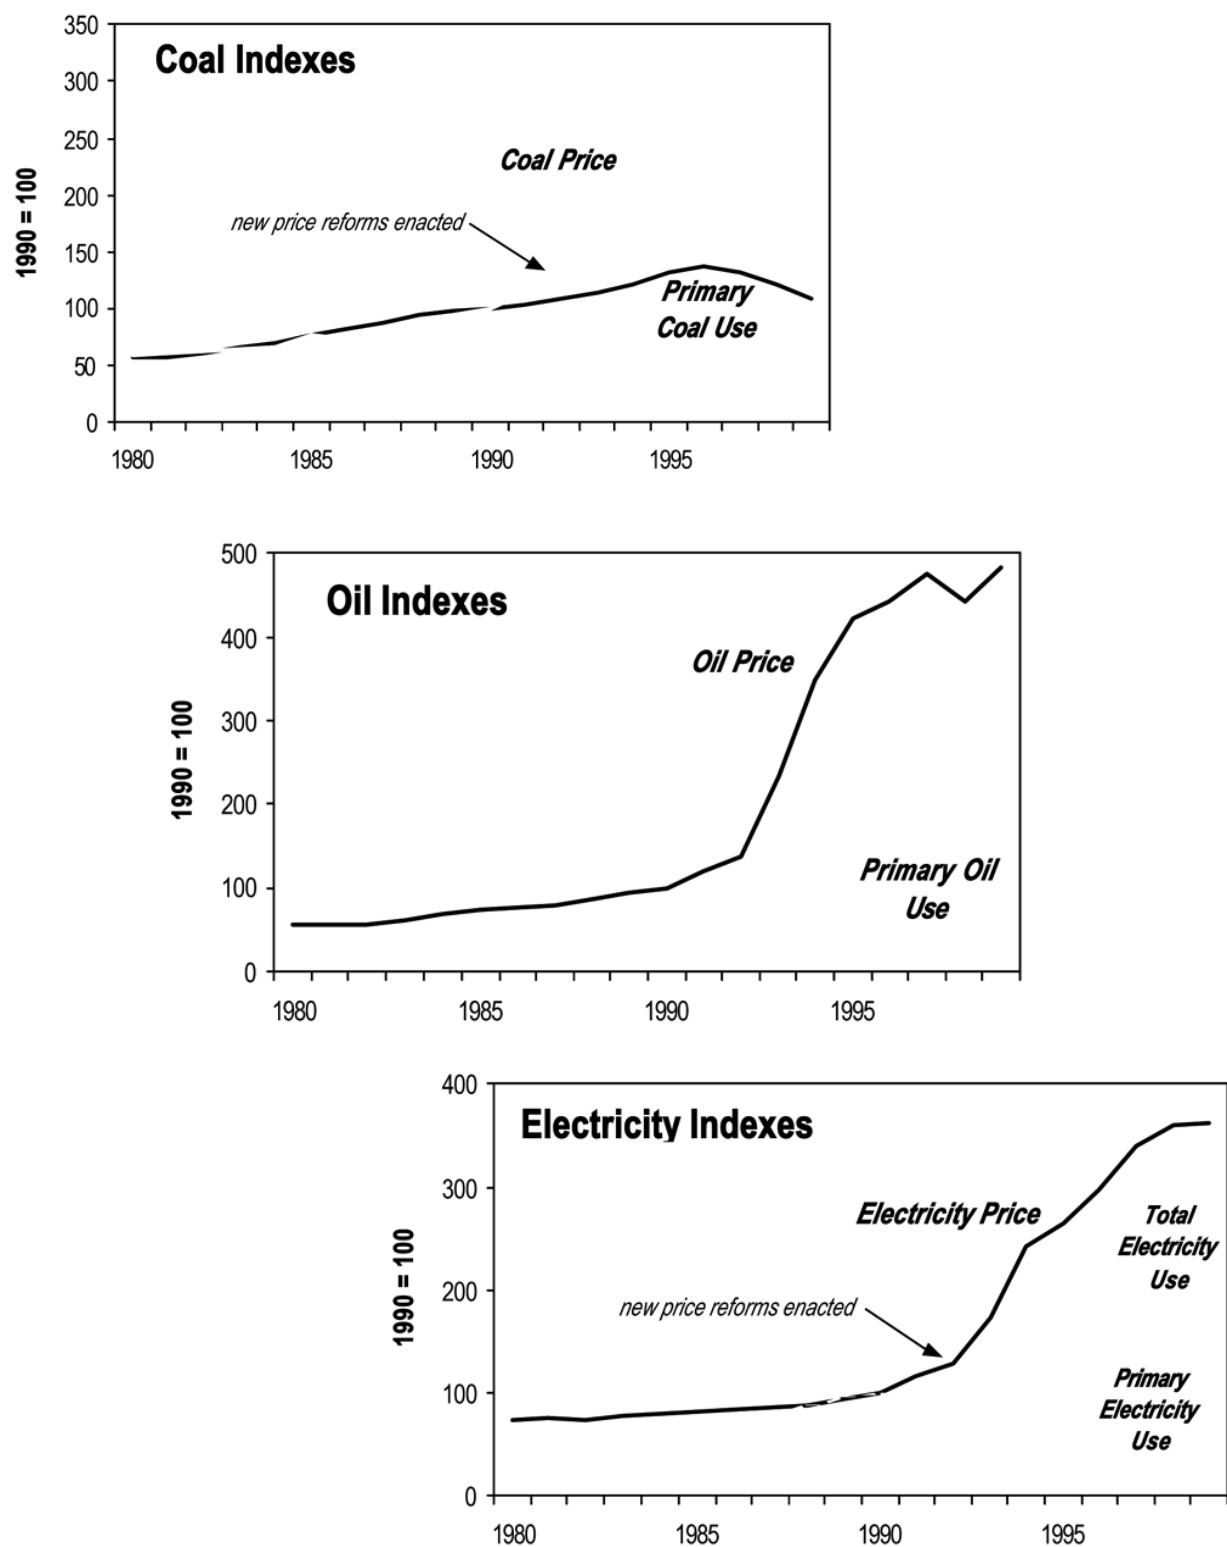 350
Coal Indexes
300
250
Coal Price
200
new price reforms enacted
150
Primary
Coal Use
100
50
0
1990 = 100
1980 1985 1990 1995
500
Oil Indexes
400
Oil Price
300
200
Primary Oil
Use
100
0
1990 = 100
1980 1985 1990 1995
400
Electricity Indexes
300
Electricity Price
Total
Electricity
Use
200
new price reforms enacted
100
Primary
Electricity
Use
0
1990 = 100
1980 1985 1990 1995